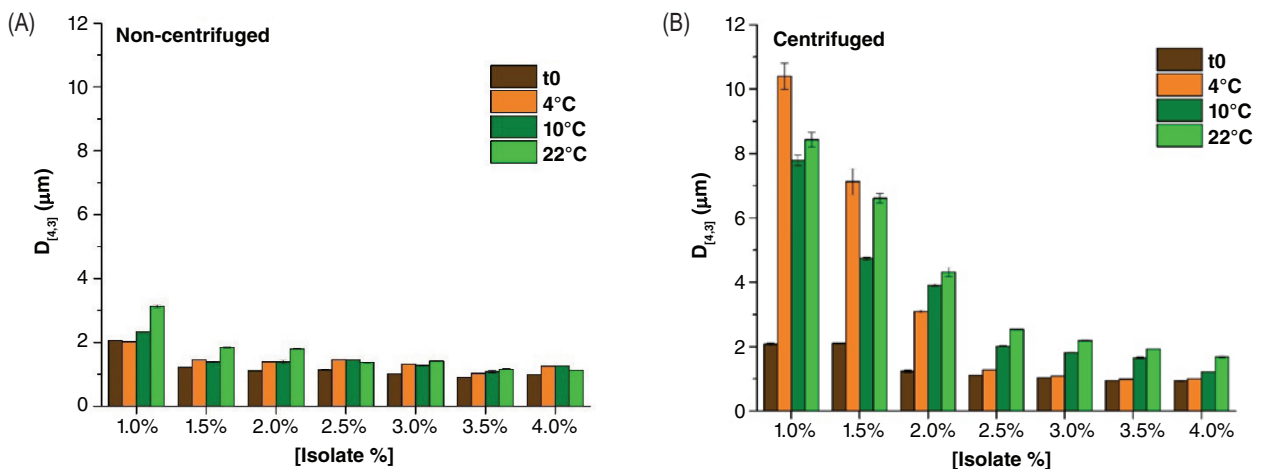 (A)
Non-centrifuged
12
10
8
6
4
2
0
D[4,3] (μm)
t0
4°C
10°C
22°C
1.0% 1.5% 2.0% 2.5% 3.0% 3.5% 4.0%
[Isolate %]
(B)
Centrifuged
12
10
8
6
4
2
0
D[4,3] (μm)
t0
4°C
10°C
22°C
1.0% 1.5% 2.0% 2.5% 3.0% 3.5% 4.0%
[Isolate %]